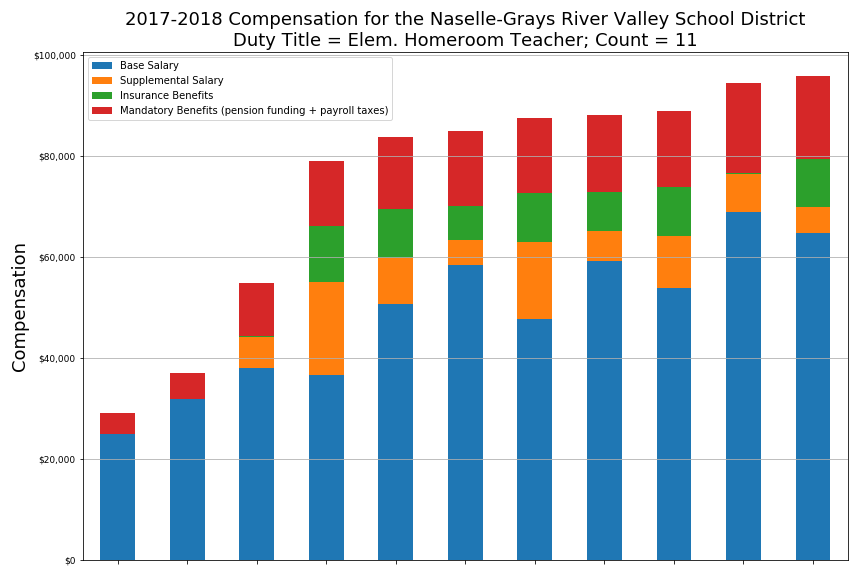 2017-2018 Compensation for the Naselle-Grays River Valley School District
Duty Title = Elem. Homeroom Teacher; Count = 11
$100,000
Base Salary
Supplemental Salary
Insurance Benefits
Mandatory Benefits (pension funding + payroll taxes)
$80,000
$60,000
Compensation
$40,000
$20,000
$0